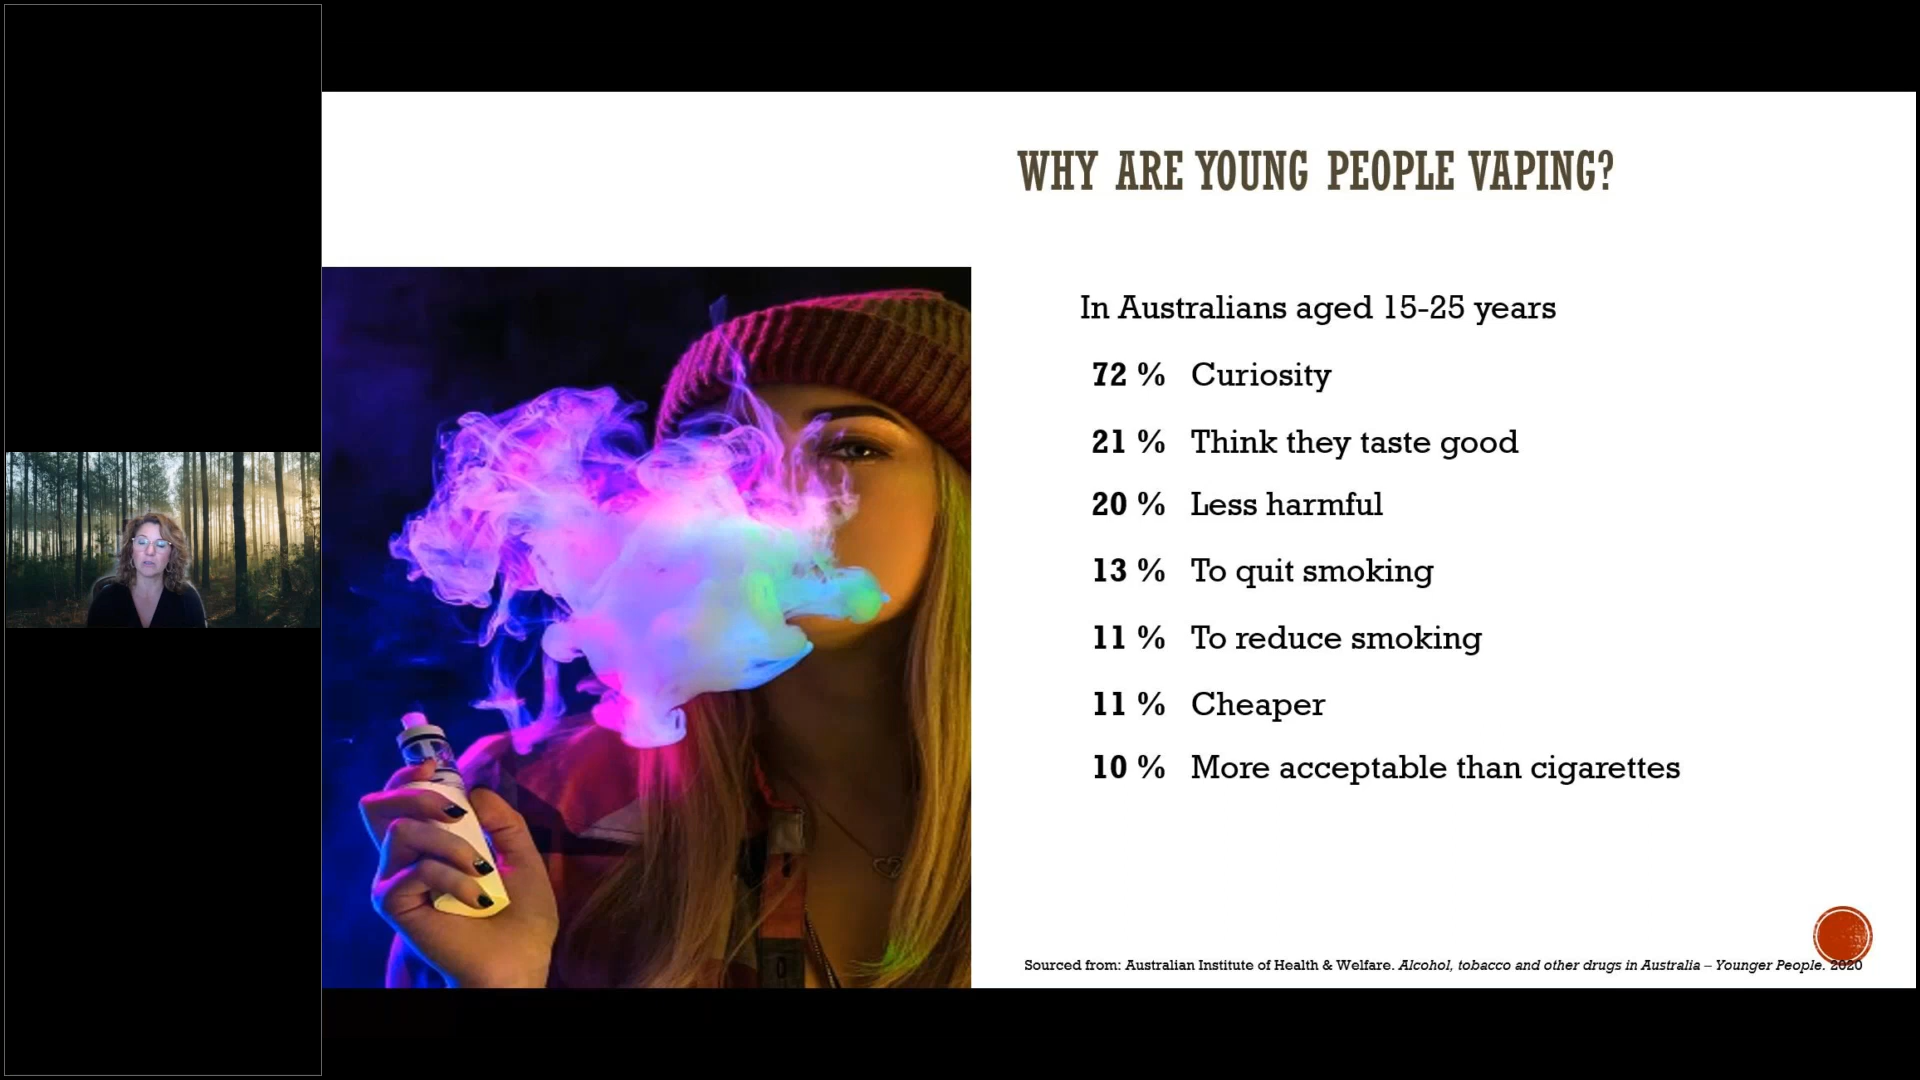 WHY ARE YOUNG PEOPLE VAPING?
In Australians aged 15-25 years
72 % Curiosity
21 % Think they taste good
20 % Less harmful
13 % To quit smoking
11 % To reduce smoking
11 % Cheaper
10 % More acceptable than cigarettes
Sourced from: Australian Institute of Health & Welfare. Alcohol, tobacco and other drugs in Australia – Younger People. 2020